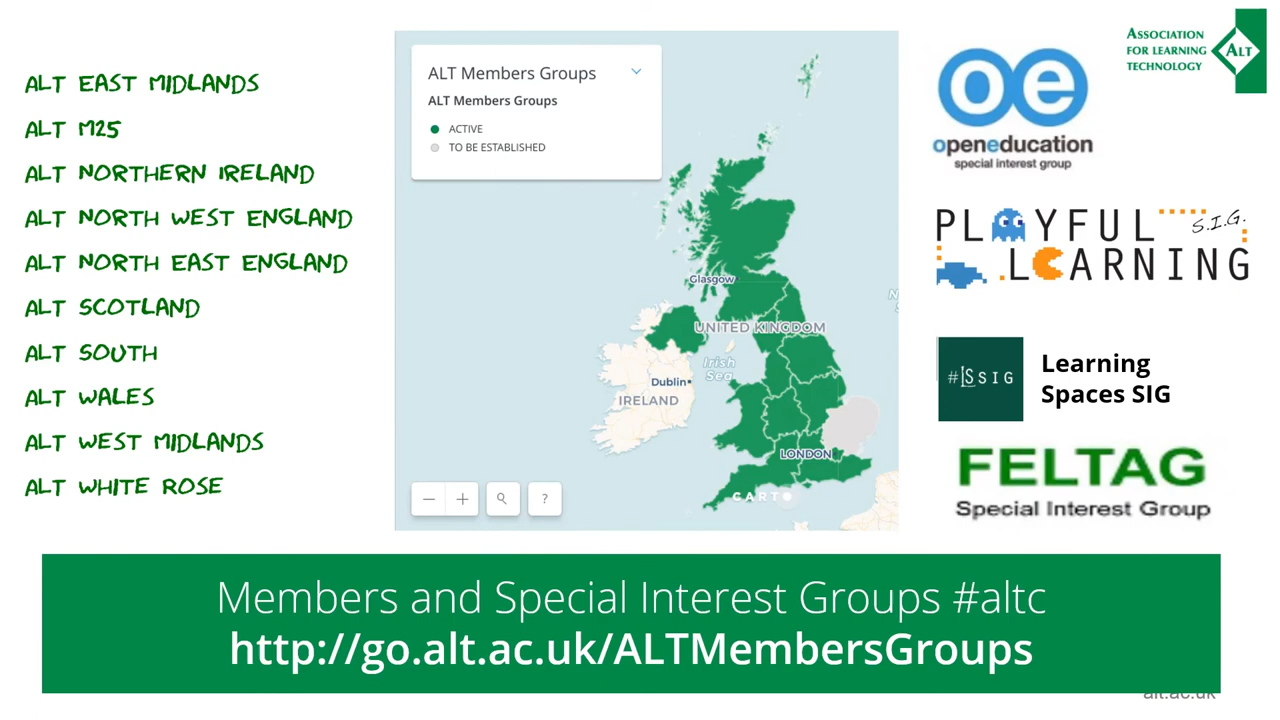 ALT EAST MIDLANDS
ALT M25
ALT NORTHERN IRELAND
ALT NORTH WEST ENGLAND
ALT NORTH EAST ENGLAND
ALT SCOTLAND
ALT SOUTH
ALT WALES
ALT WEST MIDLANDS
ALT WHITE ROSE
ALT Members Groups
ALT Members Groups
ACTIVE
TO BE ESTABLISHED
Glasgow
UNITED KINGDOM
Irish
Sea
Dublin
IRELAND
LONDON
CARTO
?
oe
openeducation
special interest group
ASSOCIATION
FOR LEARNING
TECHNOLOGY
ALT
PLAYFUL S.I.G.
LEARNING
#LSSIG
Learning
Spaces SIG
FELTAG
Special Interest Group
Members and Special Interest Groups #altc
http://go.alt.ac.uk/ALTMembersGroups
alt.ac.uk